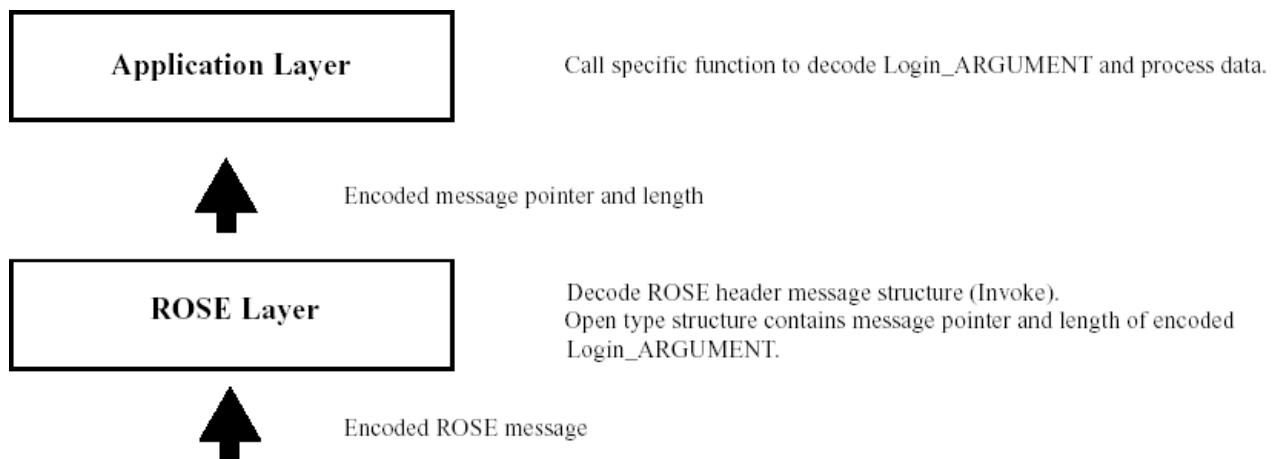 Application Layer
Call specific function to decode Login_ARGUMENT and process data.
Encoded message pointer and length
ROSE Layer
Decode ROSE header message structure (Invoke).
Open type structure contains message pointer and length of encoded
Login_ARGUMENT.
Encoded ROSE message